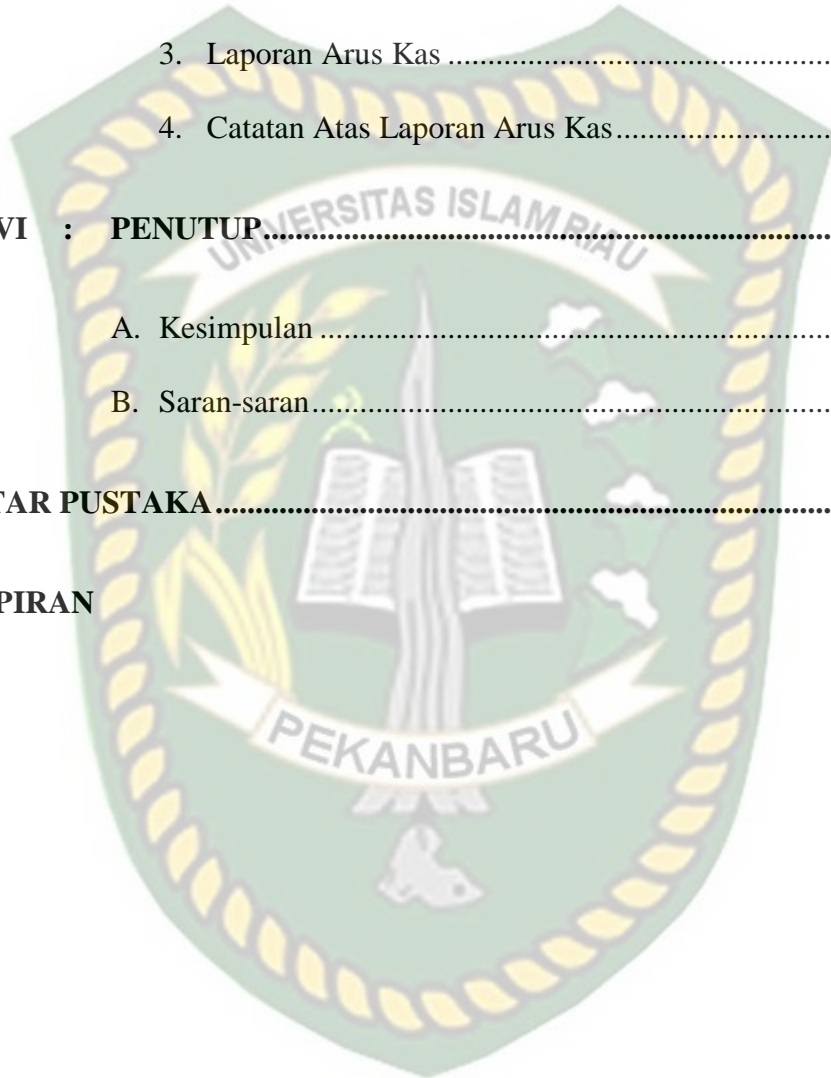 3. Laporan Arus Kas ................................................
4. Catatan Atas Laporan Arus Kas ...........................
UNIVERSITAS ISLAM RIAU
VI : PENUTUP .......................................................................
A. Kesimpulan ................................................................
B. Saran-saran .................................................................
TAR PUSTAKA .............................................................................
PIRAN
PEKANBARU